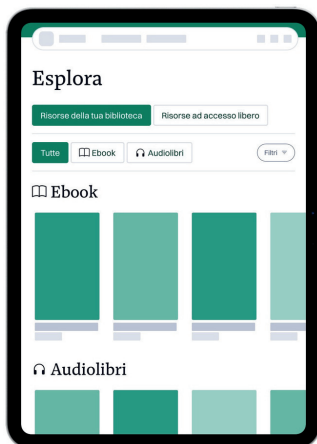 Esplora
Risorse della tua biblioteca Risorse ad accesso libero
Tutte Ebook Audiolibri Filtri
Ebook
Audiolibri